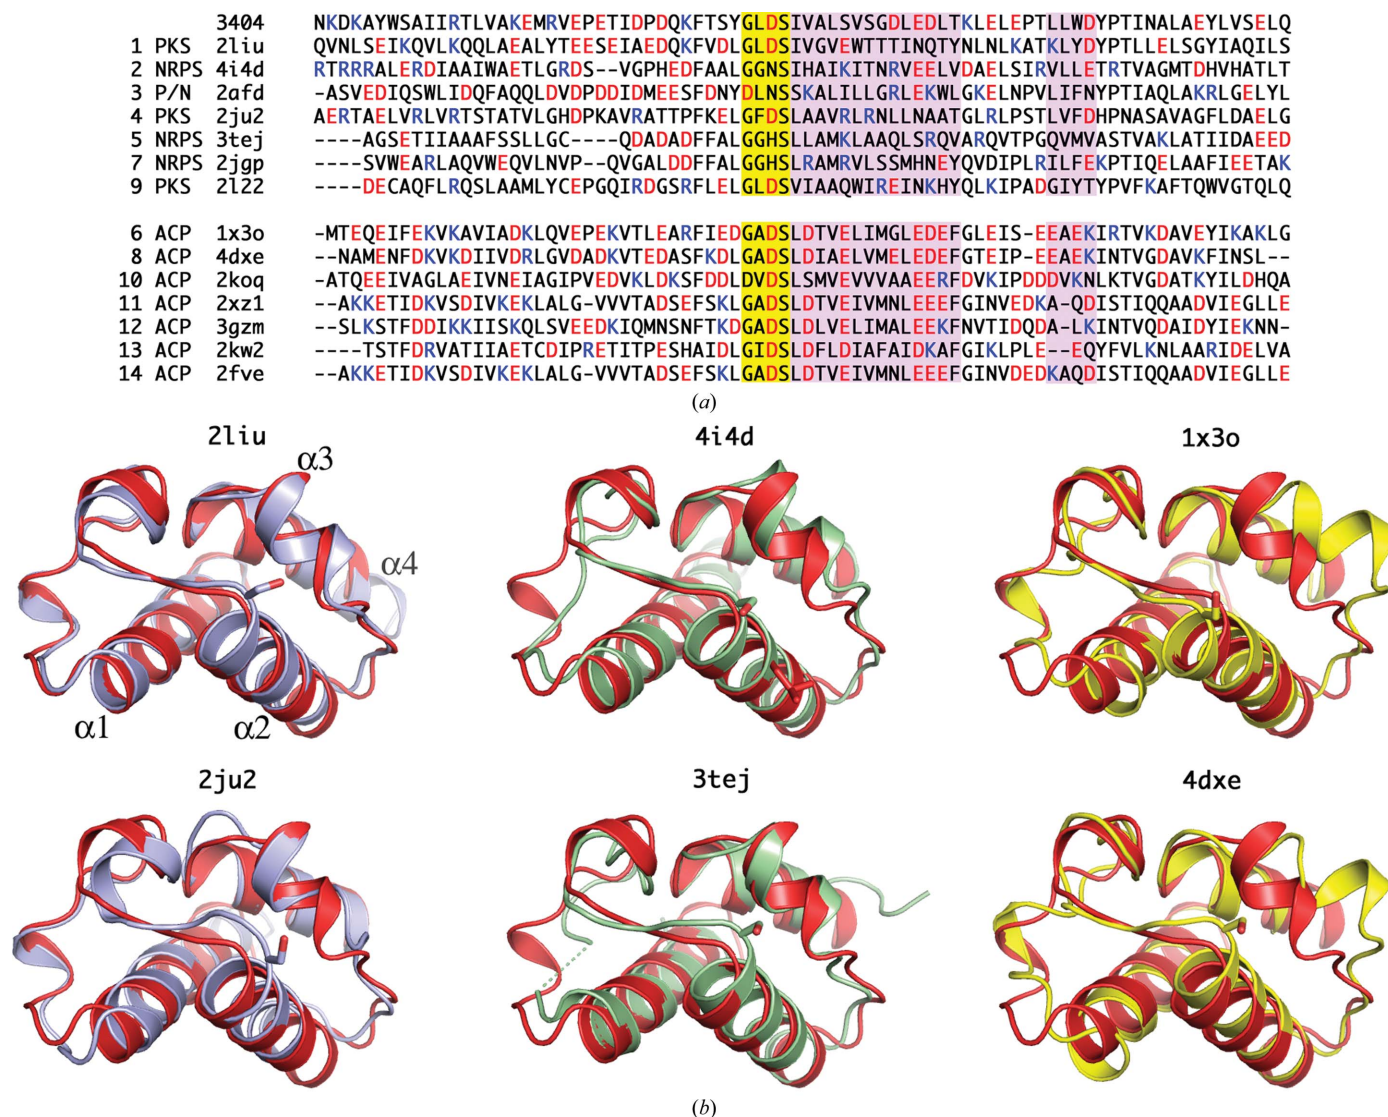 3404 NKDKAYWSAIIRTLVAKEMRVEPETIDPDQKFTSYGLDSIVALSVSGDLEDLTKLELEPTLLWDYPTINALAEYLVSELQ
1 PKS 2liu QVNLSEIKQVLKQQLAEALYTEESEIAEDQKFVDLGLDSIVGVEWTTTINQTYNLNLKATKLYDYPTLLELSGYIAQILS
2 NRPS 4i4d RTRRRALERDIAAIWAETLGRDS--VGPHEDFAALGGNSIHAIKITNRVEELVDAELSIRVLLETRTVAGMTDHVHATLT
3 P/N 2afd -ASVEDIQSWLIDQFAQQLDVDPDDIDMEESFDNYDLNSSKALILLGRLEKWLGKELNPVLIFNYPTIAQLAKRLGELYL
4 PKS 2ju2 AERTAELVRLVRTSTATVLGHDPKAVRATTPFKELGFDSLAAVRLRNLLNAATGLRLPSTLVFDHPNASAVAGFLDAELG
5 NRPS 3tej ----AGSETIIAAAFSSLLGC---QDADADFFALGGHSLLAMKLAAQLSRQVARQVTPGQVMVASTVAKLATIIDAEED
7 NRPS 2jgp ----SVWEARLAQVWEQVLNVP--QVGALDDFFALGGHSLRAMRVLSSMHNEYQVDIPLRILFEKPTIQELAAFIEETAK
9 PKS 2l22 ----DECAQFLRQSLAAMLYCEPGQIRDGSRFLELGLDSVIAAQWIREINKHYQLKIPADGIYTYPVFKAFTQWVGTQLQ
6 ACP 1x3o -MTEQEIFEKVKAVIADKLQVEPEKVTLEARFIEDGADSLDTVELIMGLEDEFGLEIS-EEAEKIRTVKDAVEYIKAKLG
8 ACP 4dxe -NAMENFDKVKDIIVDRLGVDADKVTEDASFKDDLGADSLDIAELVMELEDEFGTEIP-EEAEKINTVGDAVKFINSL--
10 ACP 2koq -ATQEEIVAGLAEIVNEIAGIPVEDVKLDKSFDDLDVDSLSMVEVVVAAEERFDVKIPDDDVKNLKTVGDATKYILDHQA
11 ACP 2xz1 --AKKETIDKVSDIVKEKLALG-VVVTADSEFSKLGADSLDTVEIVMNLEEEFGINVEDKA-QDISTIQQAADVIEGLLE
12 ACP 3gzm --SLKSTFDDIKKIISKQLSVEEDKIQMNSNFTKDGADSLDLVELIMALEEKFNVTIDQDA-LKINTVQDAIDYIEKNN-
13 ACP 2kw2 ----TSTFDRVATIIAETCDIPRETITPESHAIDLGIDSLDFLDIAFAIDKAFGIKLPLE--EQYFVLKNLAARIDELVA
14 ACP 2fve --AKKETIDKVSDIVKEKLALG-VVVTADSEFSKLGADSLDTVEIVMNLEEEFGINVDEDKAQDISTIQQAADVIEGLLE
(a)
2liu 4i4d 1x3o
α3
α4
α1 α2
2ju2 3tej 4dxe
(b)